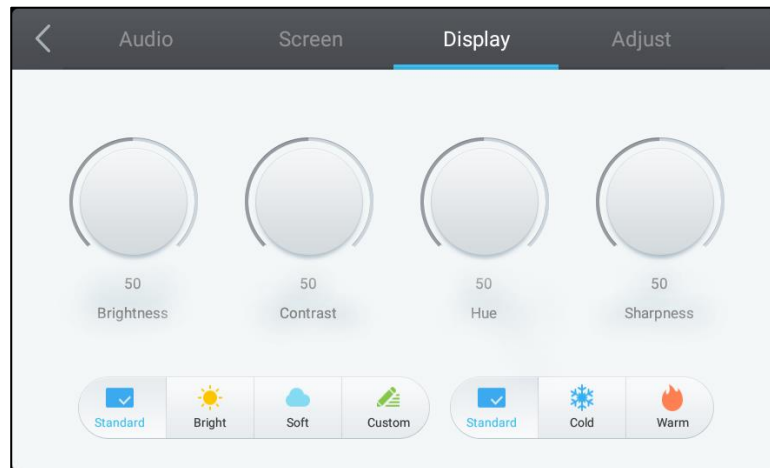 Audio Screen Display Adjust
50 50 50 50
Brightness Contrast Hue Sharpness
Standard Bright Soft Custom Standard Cold Warm